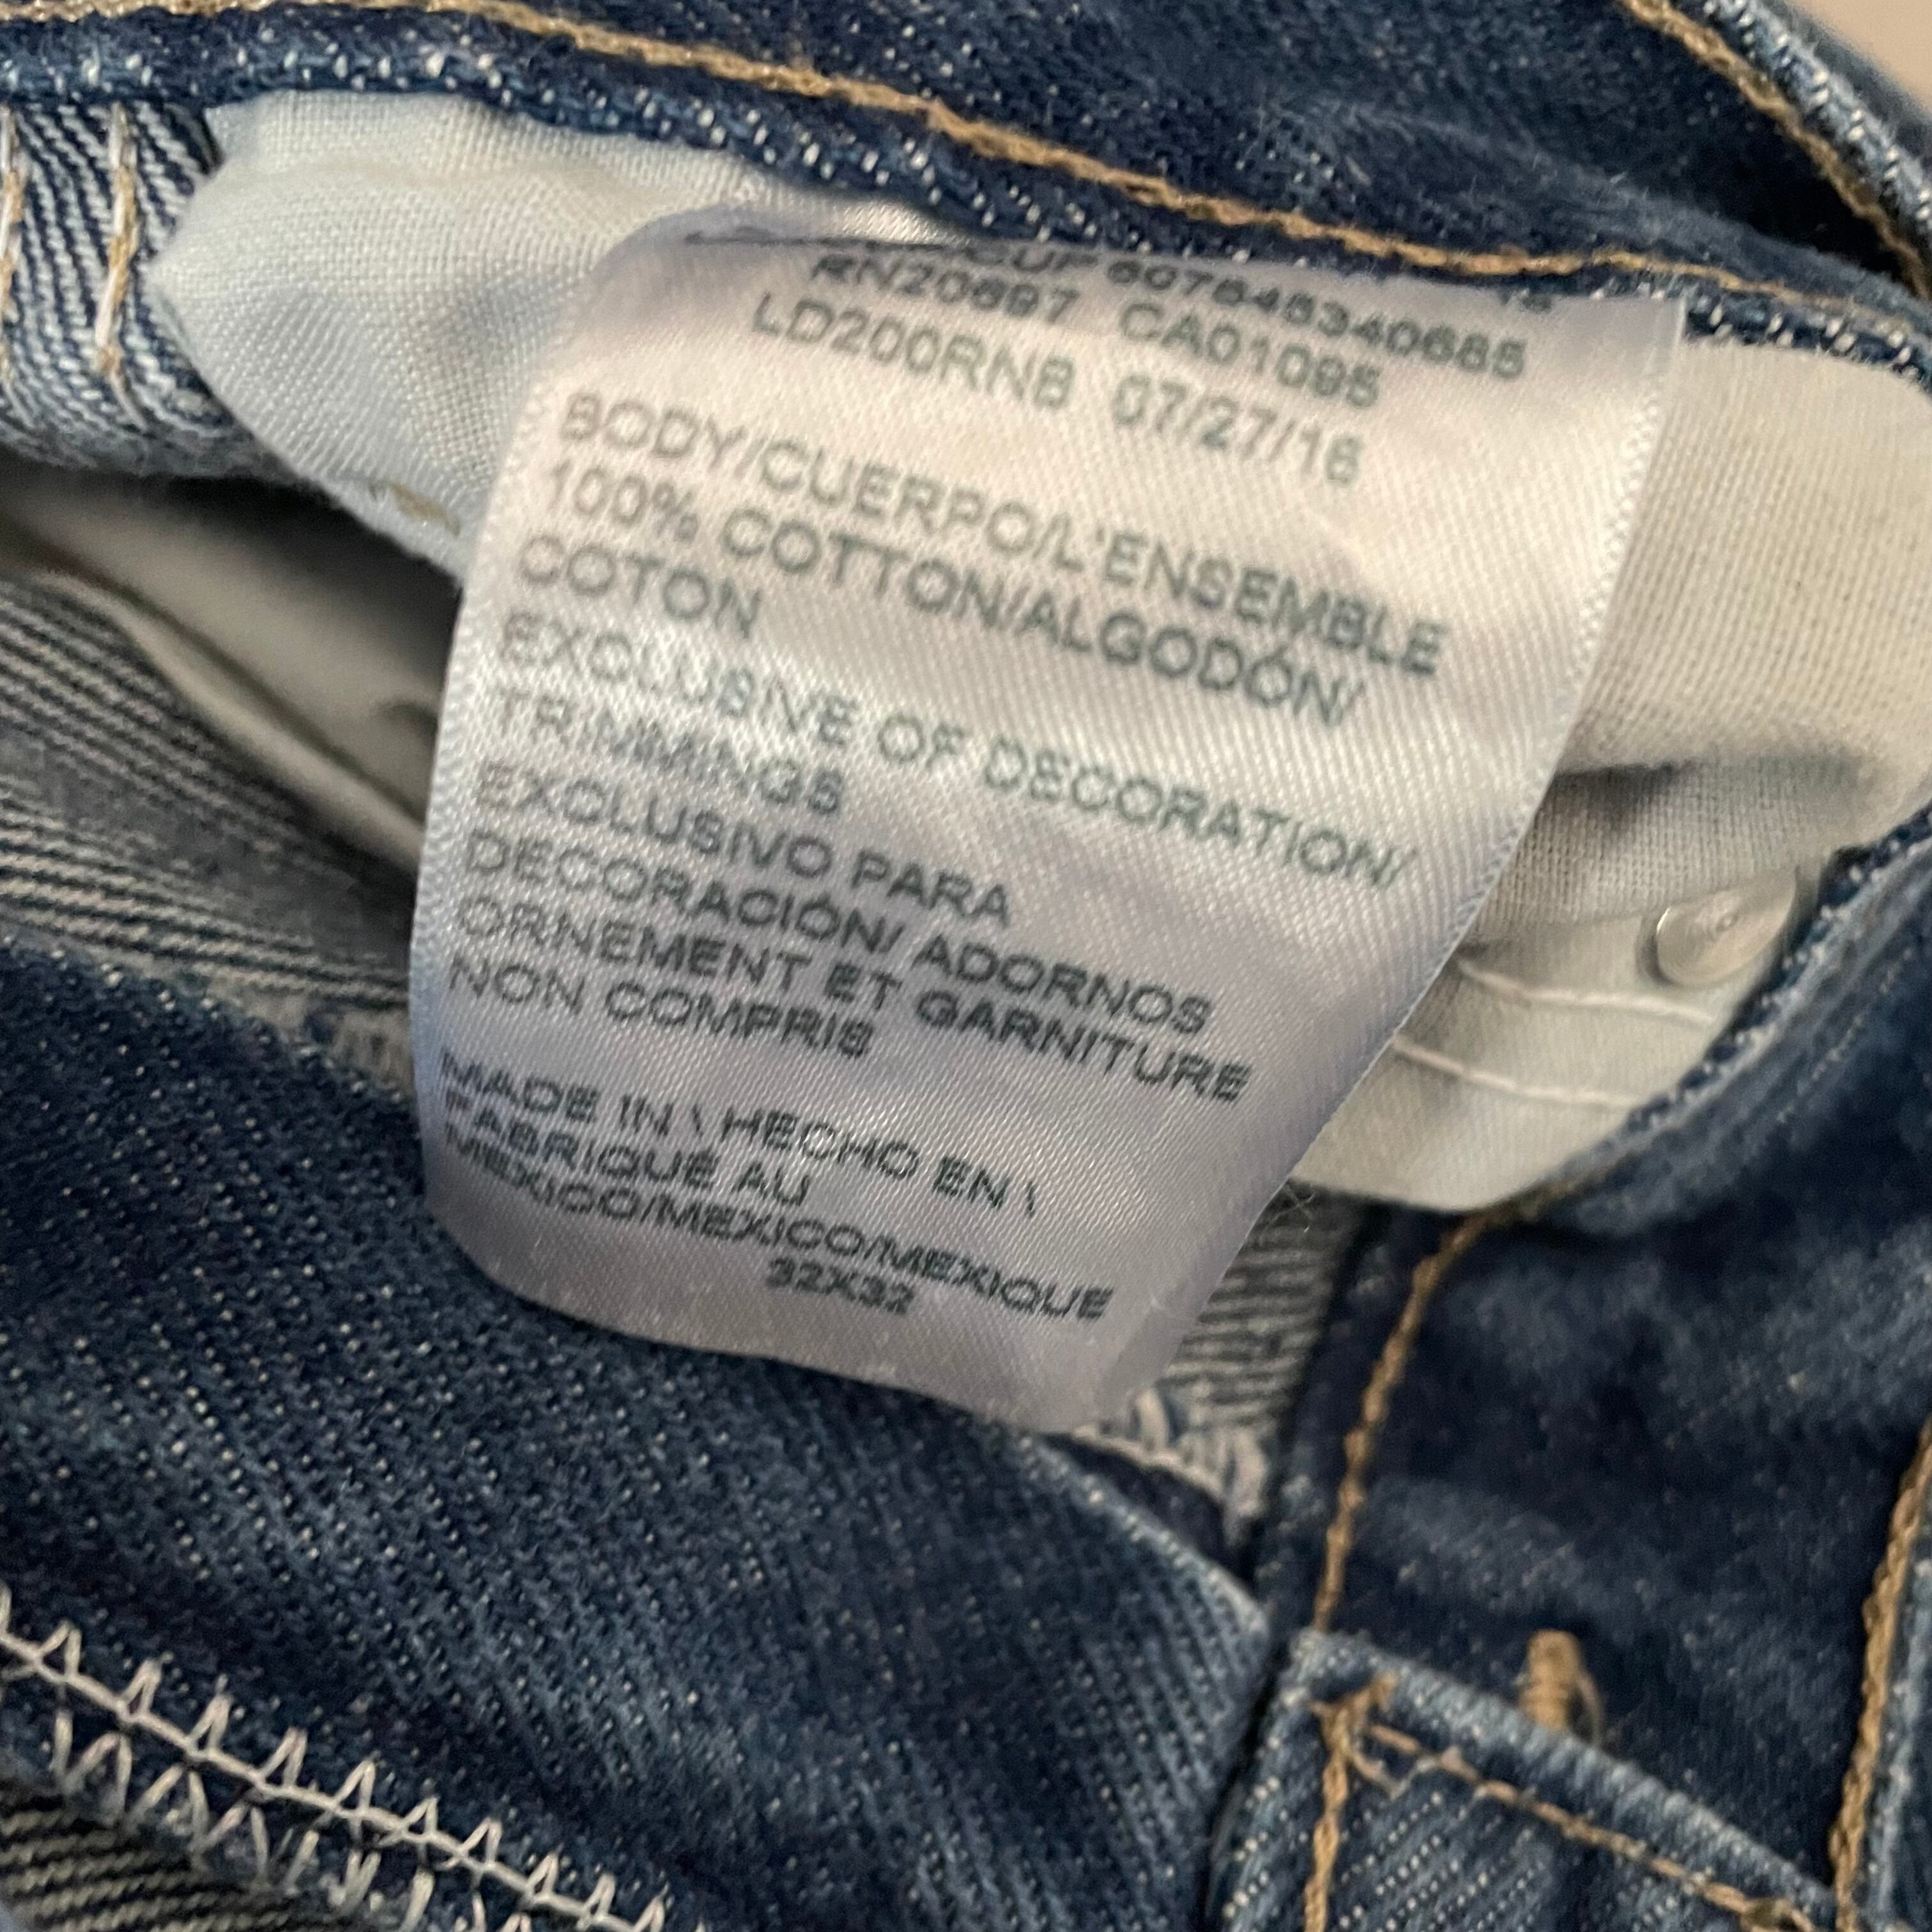 RN20697 CA01095
LD200RNB 07/27/16
BODY/CUERPO/L'ENSEMBLE
100% COTTON/ALGODÓN/
COTON
EXCLUSIVE OF DECORATION/
TRIMMINGS
EXCLUSIVO PARA
DECORACIÓN/ ADORNOS
ORNEMENT ET GARNITURE
NON COMPRIS
MADE IN \ HECHO EN \
FABRIQUÉ AU
MEXICO/MEXICO/MEXIQUE
32X32